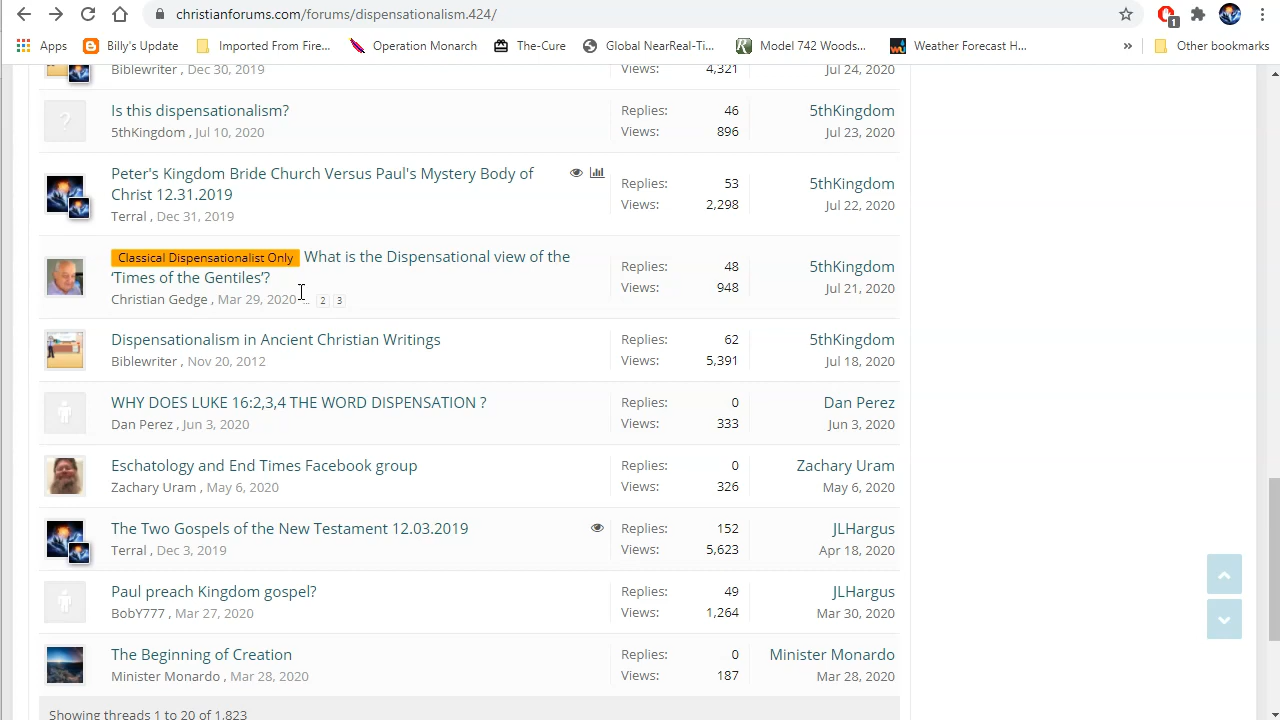 christianforums.com/forums/dispensationalism.424/
1
Apps Billy's Update Imported From Fire... Operation Monarch The-Cure Global NearReal-Ti... Model 742 Woods... Weather Forecast H... » Other bookmarks
Biblewriter , Dec 30, 2019 Views: 4,321 Jul 24, 2020
Is this dispensationalism? Replies: 46 5thKingdom
5thKingdom , Jul 10, 2020 Views: 896 Jul 23, 2020
Peter's Kingdom Bride Church Versus Paul's Mystery Body of
Christ 12.31.2019 Replies: 53 5thKingdom
Terral , Dec 31, 2019 Views: 2,298 Jul 22, 2020
Classical Dispensationalist Only What is the Dispensational view of the
‘Times of the Gentiles’? Replies: 48 5thKingdom
Christian Gedge , Mar 29, 2020 ... 2 3 Views: 948 Jul 21, 2020
Dispensationalism in Ancient Christian Writings Replies: 62 5thKingdom
Biblewriter , Nov 20, 2012 Views: 5,391 Jul 18, 2020
WHY DOES LUKE 16:2,3,4 THE WORD DISPENSATION ? Replies: 0 Dan Perez
Dan Perez , Jun 3, 2020 Views: 333 Jun 3, 2020
Eschatology and End Times Facebook group Replies: 0 Zachary Uram
Zachary Uram , May 6, 2020 Views: 326 May 6, 2020
The Two Gospels of the New Testament 12.03.2019 Replies: 152 JLHargus
Terral , Dec 3, 2019 Views: 5,623 Apr 18, 2020
Paul preach Kingdom gospel? Replies: 49 JLHargus
BobY777 , Mar 27, 2020 Views: 1,264 Mar 30, 2020
The Beginning of Creation Replies: 0 Minister Monardo
Minister Monardo , Mar 28, 2020 Views: 187 Mar 28, 2020
Showing threads 1 to 20 of 1,823